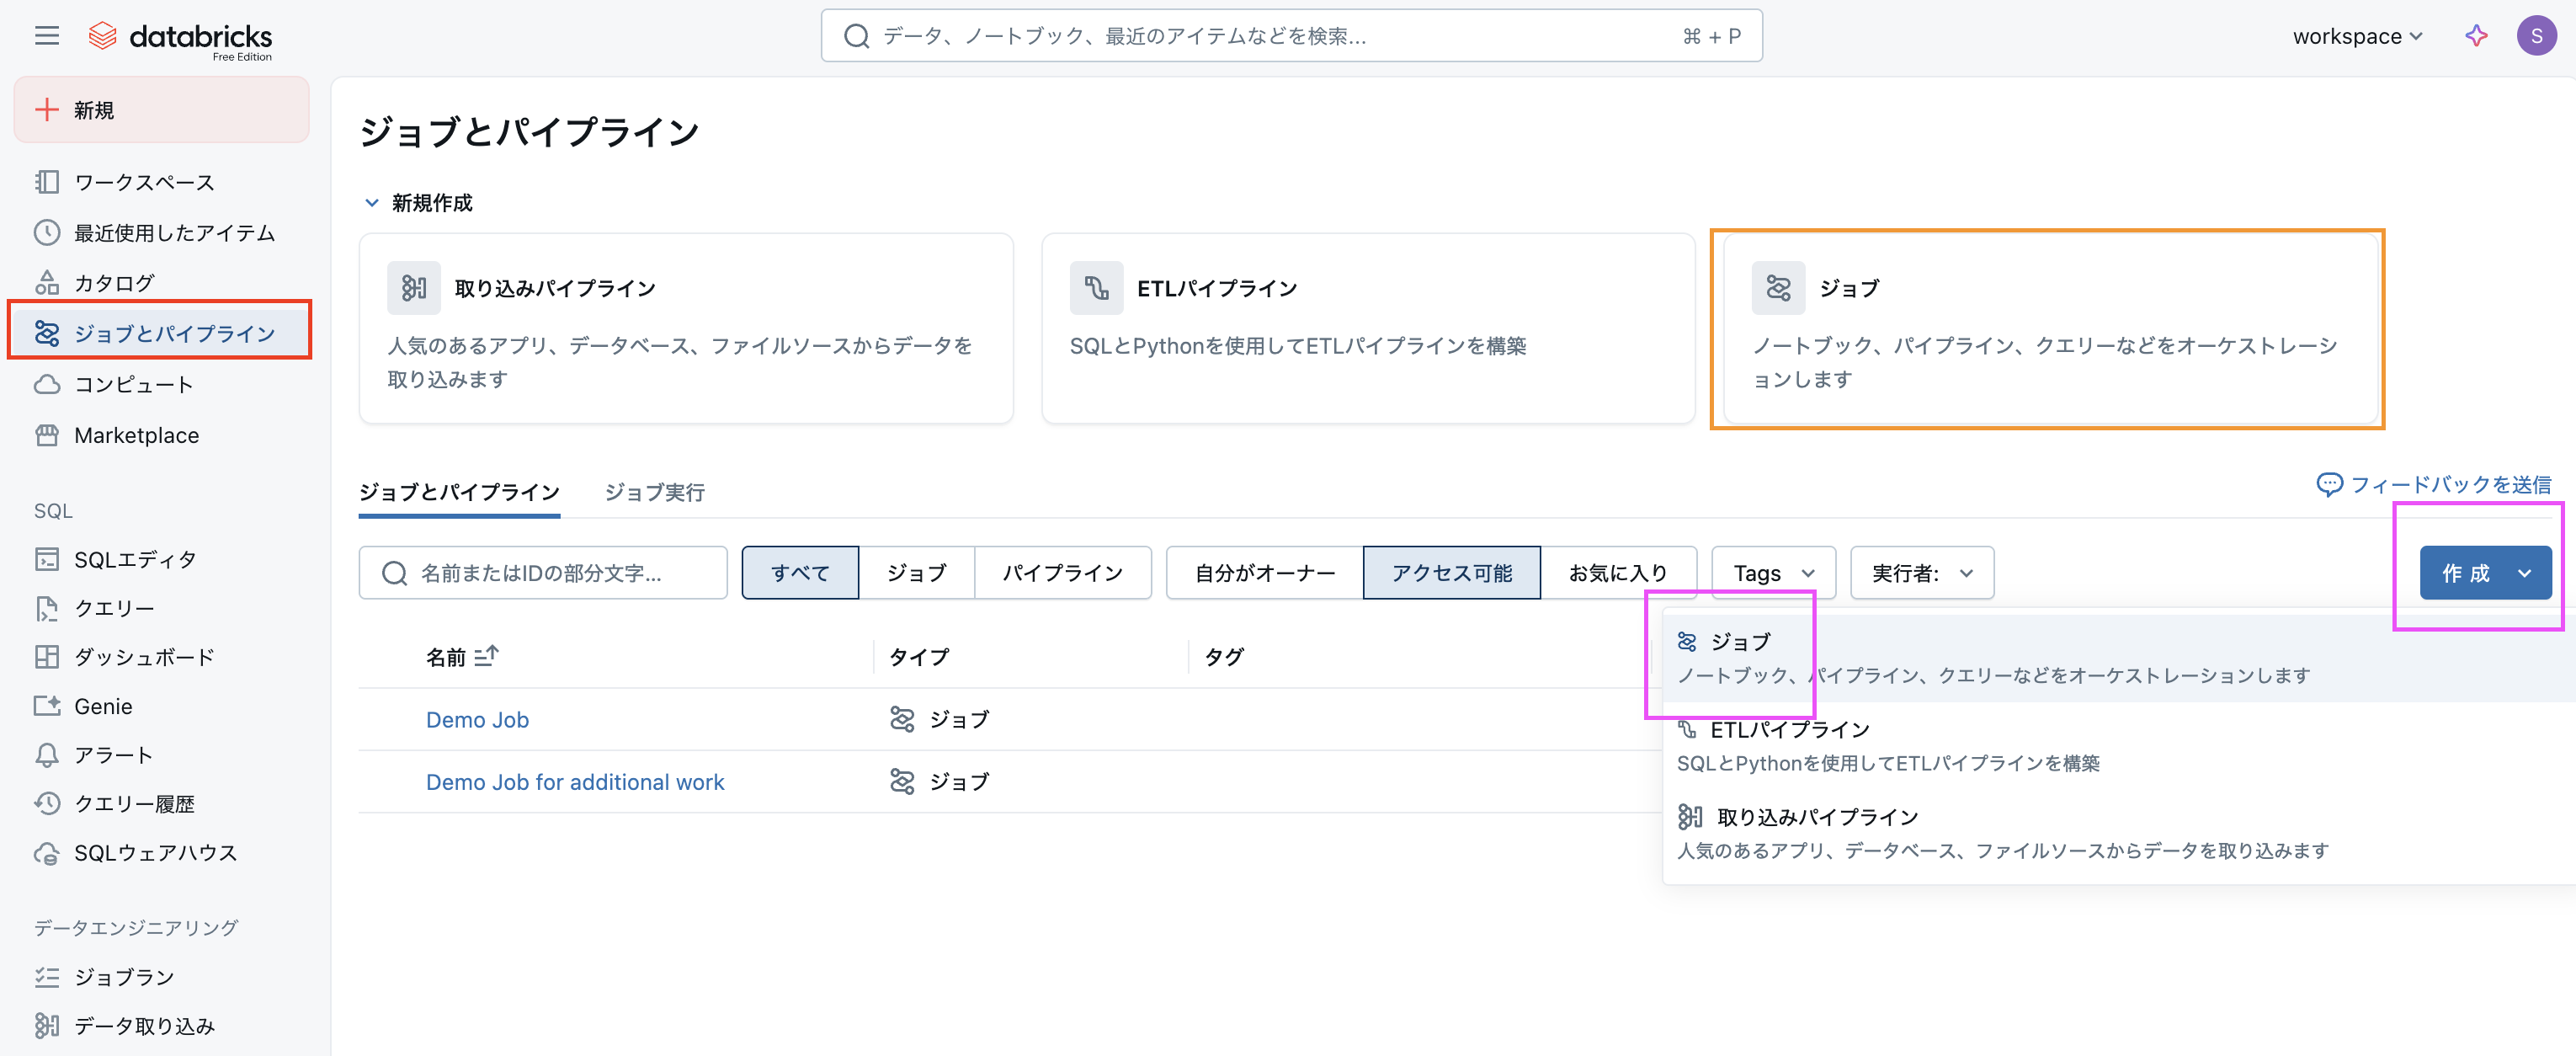 databricks
Free Edition
データ、ノートブック、最近のアイテムなどを検索...
⌘ + P
workspace
S
新規
ワークスペース
最近使用したアイテム
カタログ
ジョブとパイプライン
コンピュート
Marketplace
SQL
SQLエディタ
クエリー
ダッシュボード
Genie
アラート
クエリー履歴
SQLウェアハウス
データエンジニアリング
ジョブラン
データ取り込み
ジョブとパイプライン
新規作成
取り込みパイプライン
人気のあるアプリ、データベース、ファイルソースからデータを
取り込みます
ETLパイプライン
SQLとPythonを使用してETLパイプラインを構築
ジョブ
ノートブック、パイプライン、クエリーなどをオーケストレーシ
ョンします
ジョブとパイプライン
ジョブ実行
フィードバックを送信
名前またはIDの部分文字...
すべて
ジョブ
パイプライン
自分がオーナー
アクセス可能
お気に入り
Tags
実行者:
作成
名前
タイプ
タグ
Demo Job
ジョブ
Demo Job for additional work
ジョブ
ジョブ
ノートブック、パイプライン、クエリーなどをオーケストレーションします
ETLパイプライン
SQLとPythonを使用してETLパイプラインを構築
取り込みパイプライン
人気のあるアプリ、データベース、ファイルソースからデータを取り込みます